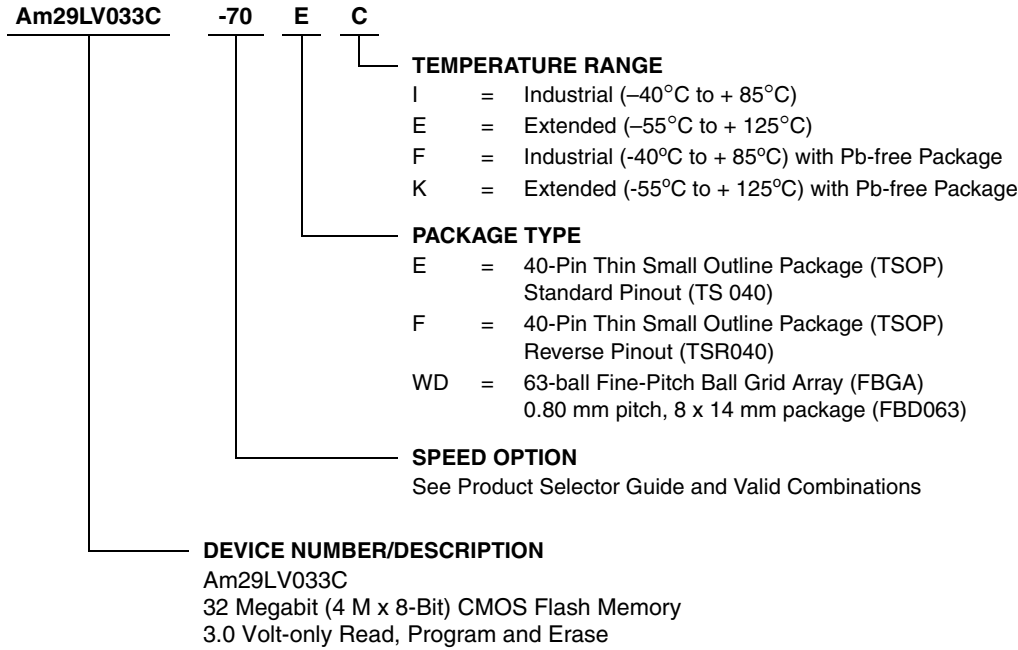 Am29LV033C -70 E C
TEMPERATURE RANGE
I = Industrial (–40°C to + 85°C)
E = Extended (–55°C to + 125°C)
F = Industrial (-40°C to + 85°C) with Pb-free Package
K = Extended (-55°C to + 125°C) with Pb-free Package
PACKAGE TYPE
E = 40-Pin Thin Small Outline Package (TSOP)
Standard Pinout (TS 040)
F = 40-Pin Thin Small Outline Package (TSOP)
Reverse Pinout (TSR040)
WD = 63-ball Fine-Pitch Ball Grid Array (FBGA)
0.80 mm pitch, 8 x 14 mm package (FBD063)
SPEED OPTION
See Product Selector Guide and Valid Combinations
DEVICE NUMBER/DESCRIPTION
Am29LV033C
32 Megabit (4 M x 8-Bit) CMOS Flash Memory
3.0 Volt-only Read, Program and Erase